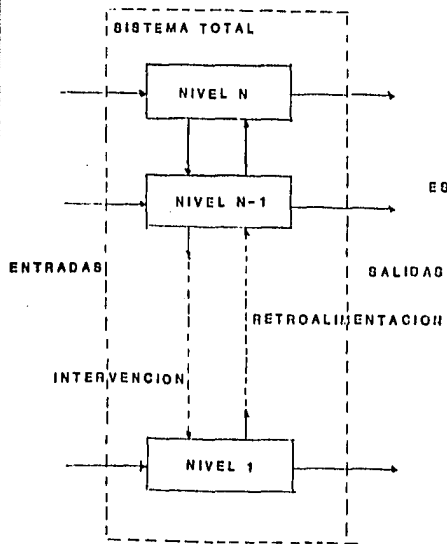 SISTEMA TOTAL
NIVEL N
NIVEL N-1
ENTRADAS
SALIDAS
RETROALIMENTACION
INTERVENCION
NIVEL 1